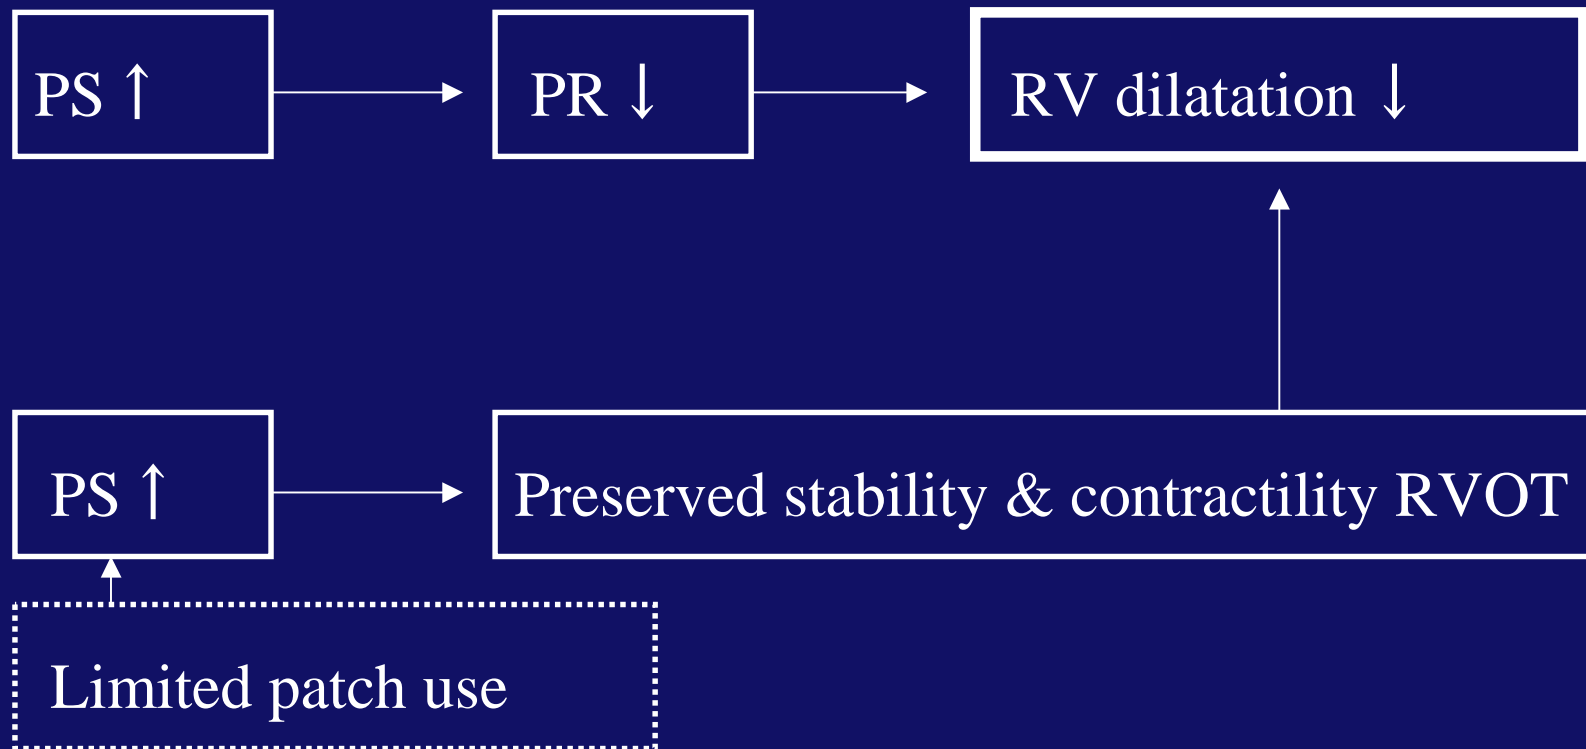 PS ↑
PR ↓
RV dilatation ↓
PS ↑
Preserved stability & contractility RVOT
Limited patch use